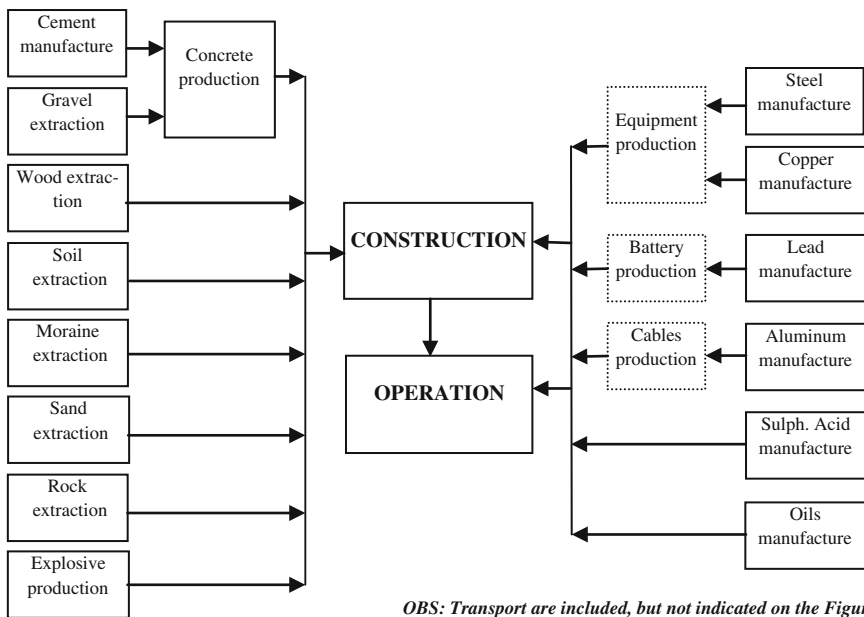 Cement
manufacture
Concrete
production
Gravel
extraction
Wood extrac-
tion
Soil
extraction
Moraine
extraction
Sand
extraction
Rock
extraction
Explosive
production
CONSTRUCTION
OPERATION
Equipment
production
Battery
production
Cables
production
Steel
manufacture
Copper
manufacture
Lead
manufacture
Aluminum
manufacture
Sulph. Acid
manufacture
Oils
manufacture
OBS: Transport are included, but not indicated on the Figur